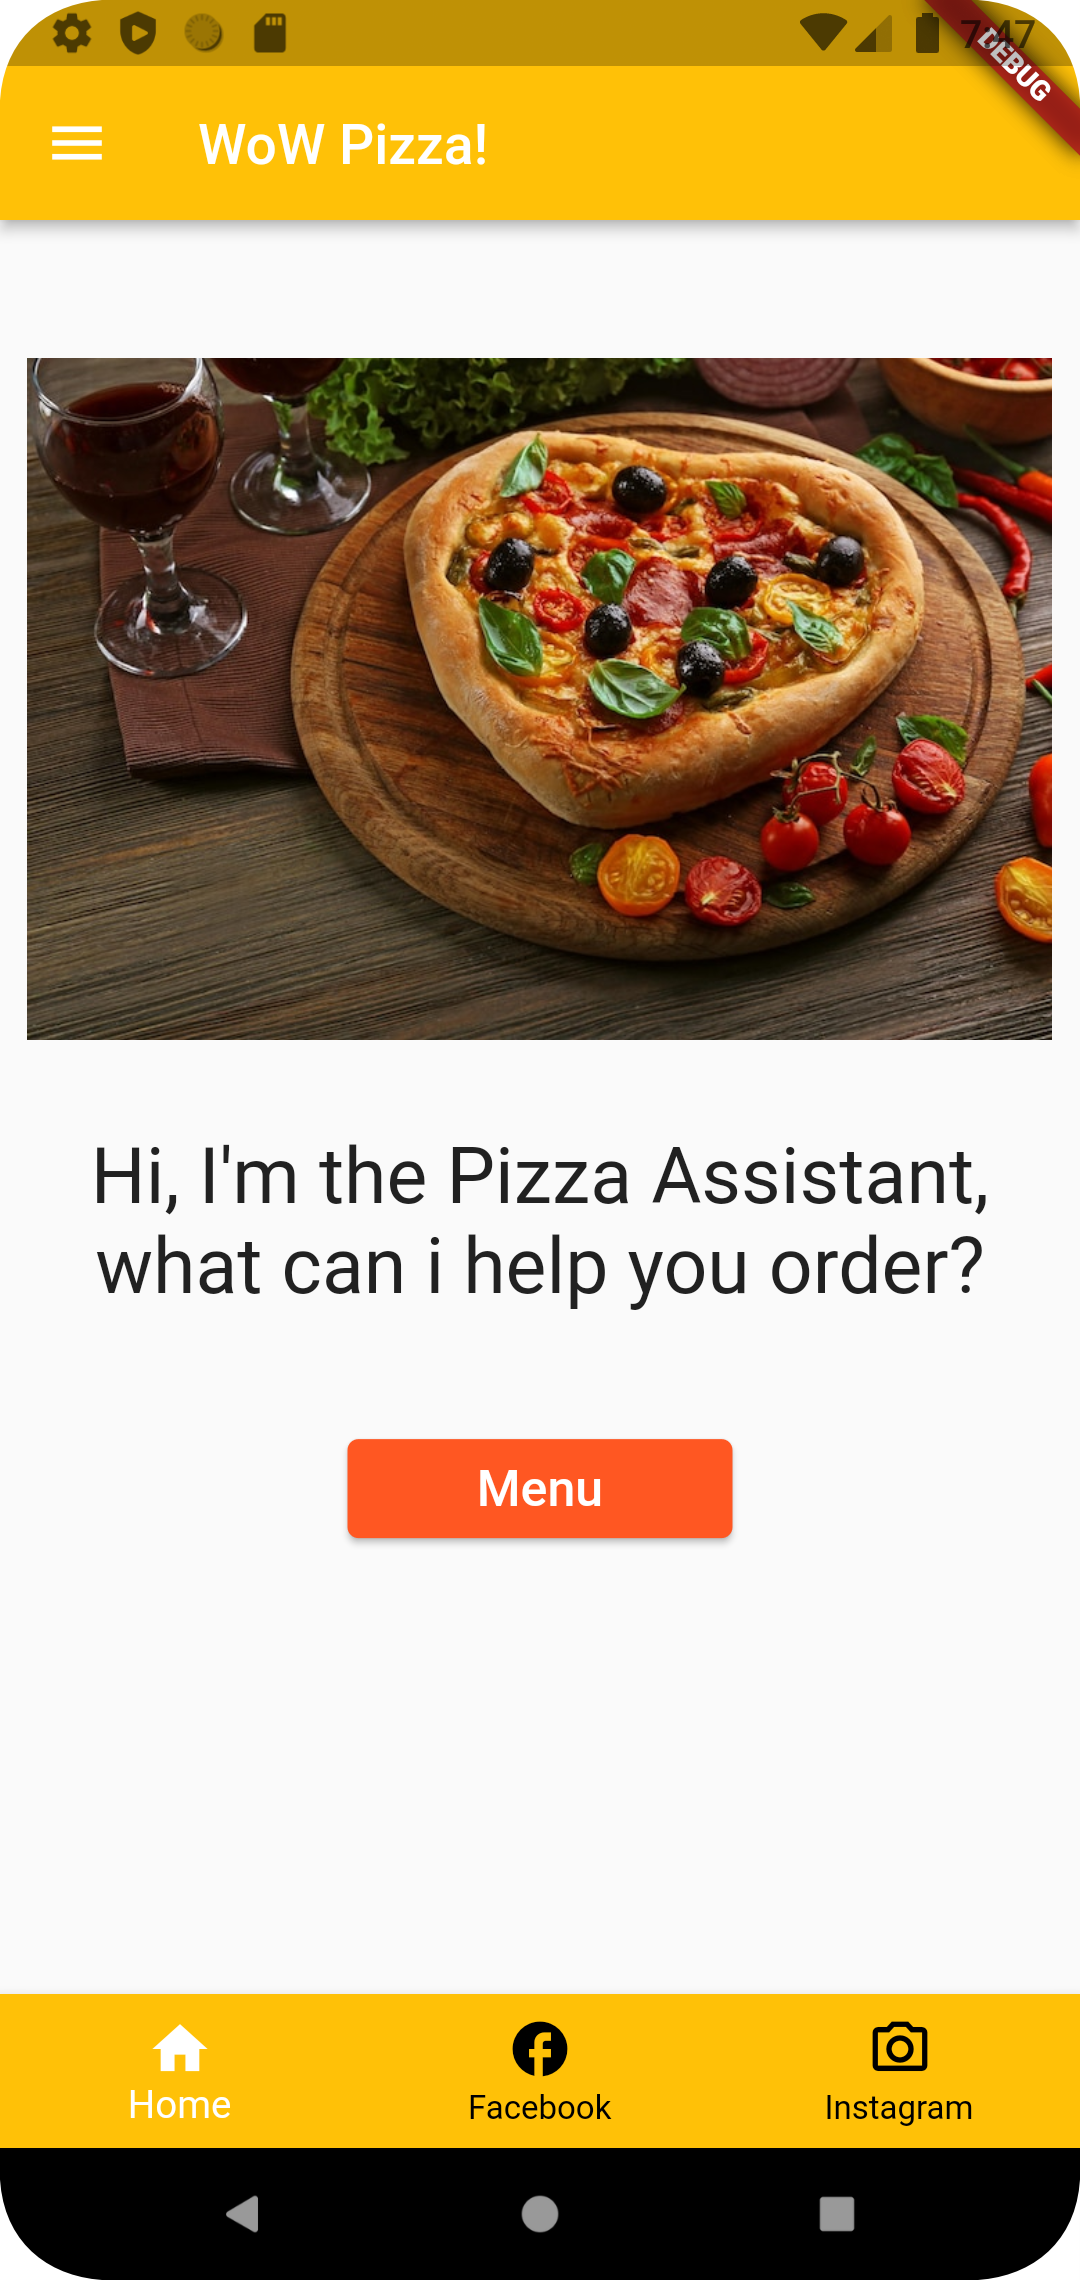 7:47
DEBUG
WoW Pizza!
Hi, I'm the Pizza Assistant,
what can i help you order?
Menu
Home
Facebook
Instagram